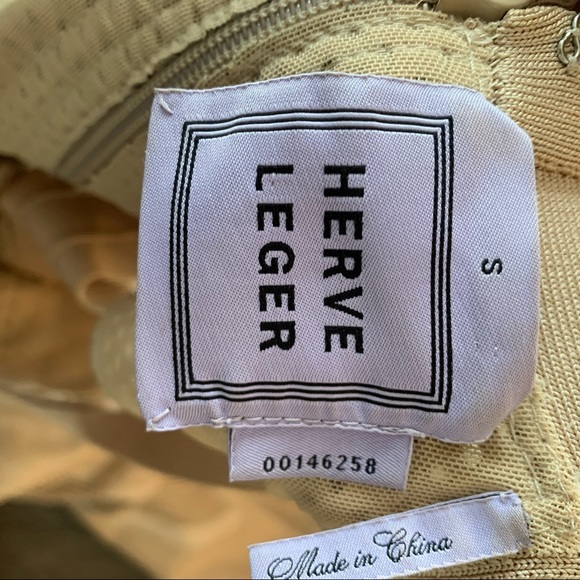 HERVE
LEGER
S
00146258
Made in China